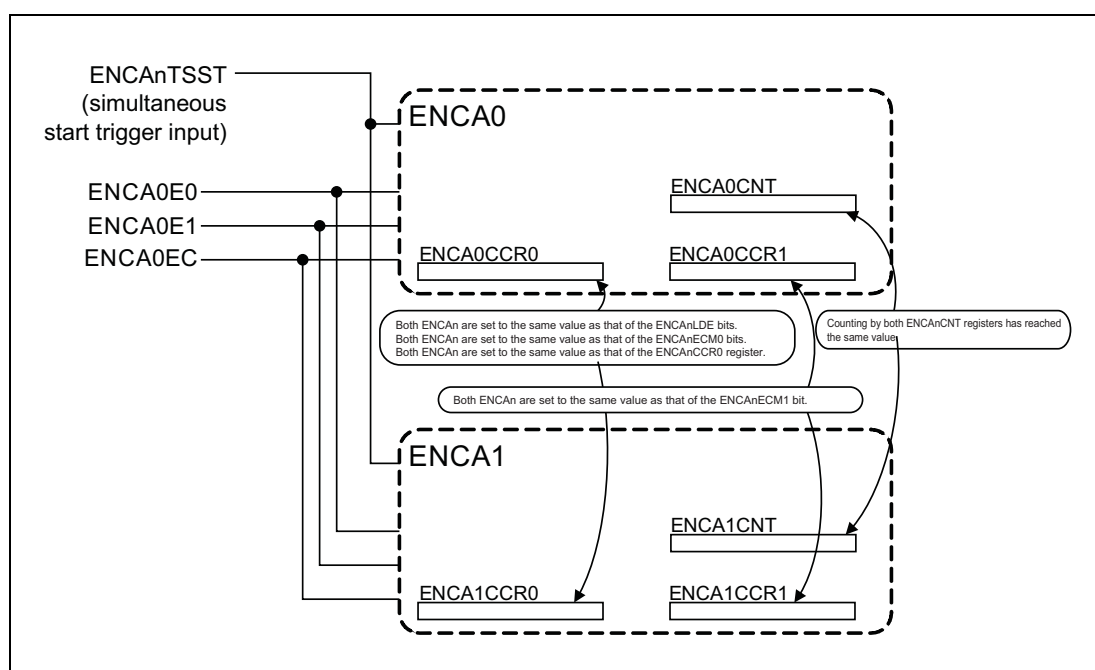 ENCAnTSST
(simultaneous
start trigger input)
ENCA0
ENCA0E0
ENCA0E1
ENCA0EC
ENCA0CNT
ENCA0CCR0
ENCA0CCR1
Both ENCAn are set to the same value as that of the ENCAnLDE bits.
Both ENCAn are set to the same value as that of the ENCAnECM0 bits.
Both ENCAn are set to the same value as that of the ENCAnCCR0 register.
Counting by both ENCAnCNT registers has reached
the same value
Both ENCAn are set to the same value as that of the ENCAnECM1 bit.
ENCA1
ENCA1CNT
ENCA1CCR0
ENCA1CCR1